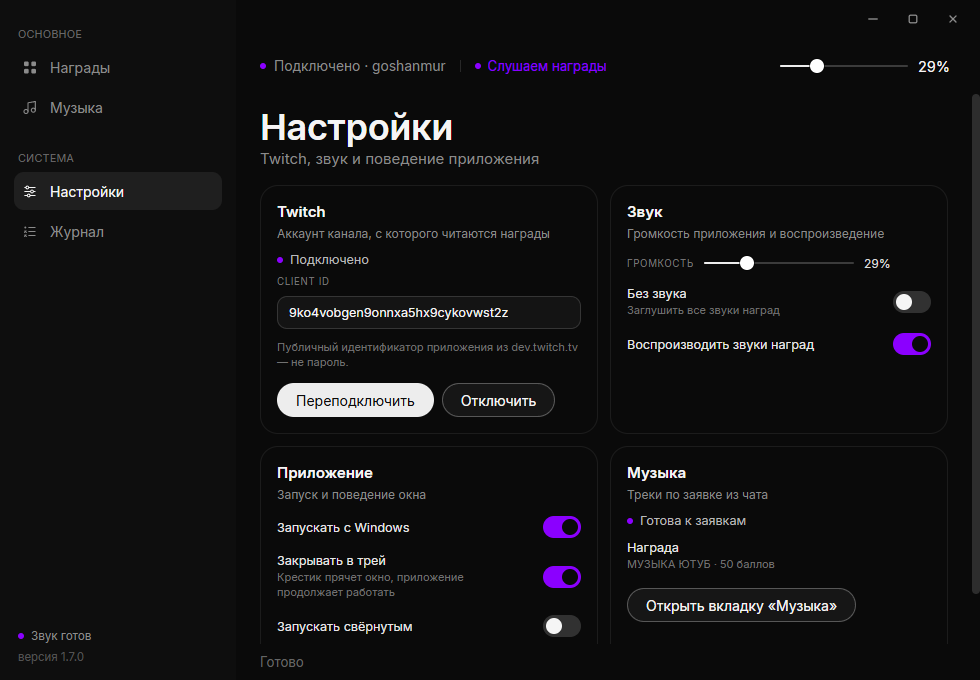 ОСНОВНОЕ
Награды
Музыка
СИСТЕМА
Настройки
Журнал
Звук готов
версия 1.7.0
Подключено · goshanmur
Слушаем награды
29%
Настройки
Twitch, звук и поведение приложения
Twitch
Аккаунт канала, с которого читаются награды
Подключено
CLIENT ID
9ko4vobgen9onnxa5hx9cykovwst2z
Публичный идентификатор приложения из dev.twitch.tv
— не пароль.
Переподключить
Отключить
Звук
Громкость приложения и воспроизведение
ГРОМКОСТЬ
29%
Без звука
Заглушить все звуки наград
Воспроизводить звуки наград
Приложение
Запуск и поведение окна
Запускать с Windows
Закрывать в трей
Крестик прячет окно, приложение
продолжает работать
Запускать свёрнутым
Музыка
Треки по заявке из чата
Готова к заявкам
Награда
МУЗЫКА ЮТУБ · 50 баллов
Открыть вкладку «Музыка»
Готово